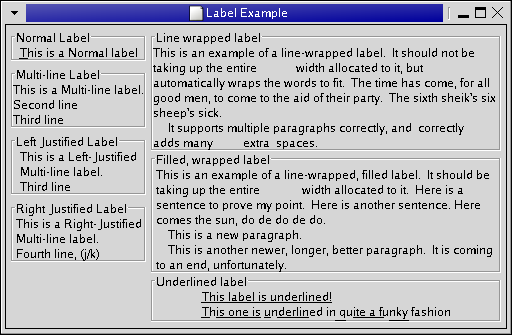 Label Example
Normal Label
This is a Normal label
Multi-line Label
This is a Multi-line label.
Second line
Third line
Left Justified Label
This is a Left-Justified
Multi-line label.
Third line
Right Justified Label
This is a Right-Justified
Multi-line label.
Fourth line, (j/k)
Line wrapped label
This is an example of a line-wrapped label.  It should not be
taking up the entire             width allocated to it, but
automatically wraps the words to fit.  The time has come, for all
good men, to come to the aid of their party.  The sixth sheik's six
sheep's sick.
     It supports multiple paragraphs correctly, and  correctly
adds many          extra  spaces.
Filled, wrapped label
This is an example of a line-wrapped, filled label.  It should be
taking up the entire              width allocated to it.  Here is a
sentence to prove my point.  Here is another sentence. Here
comes the sun, do de do de do.
    This is a new paragraph.
    This is another newer, longer, better paragraph.  It is coming
to an end, unfortunately.
Underlined label
This label is underlined!
This one is underlined in quite a funky fashion